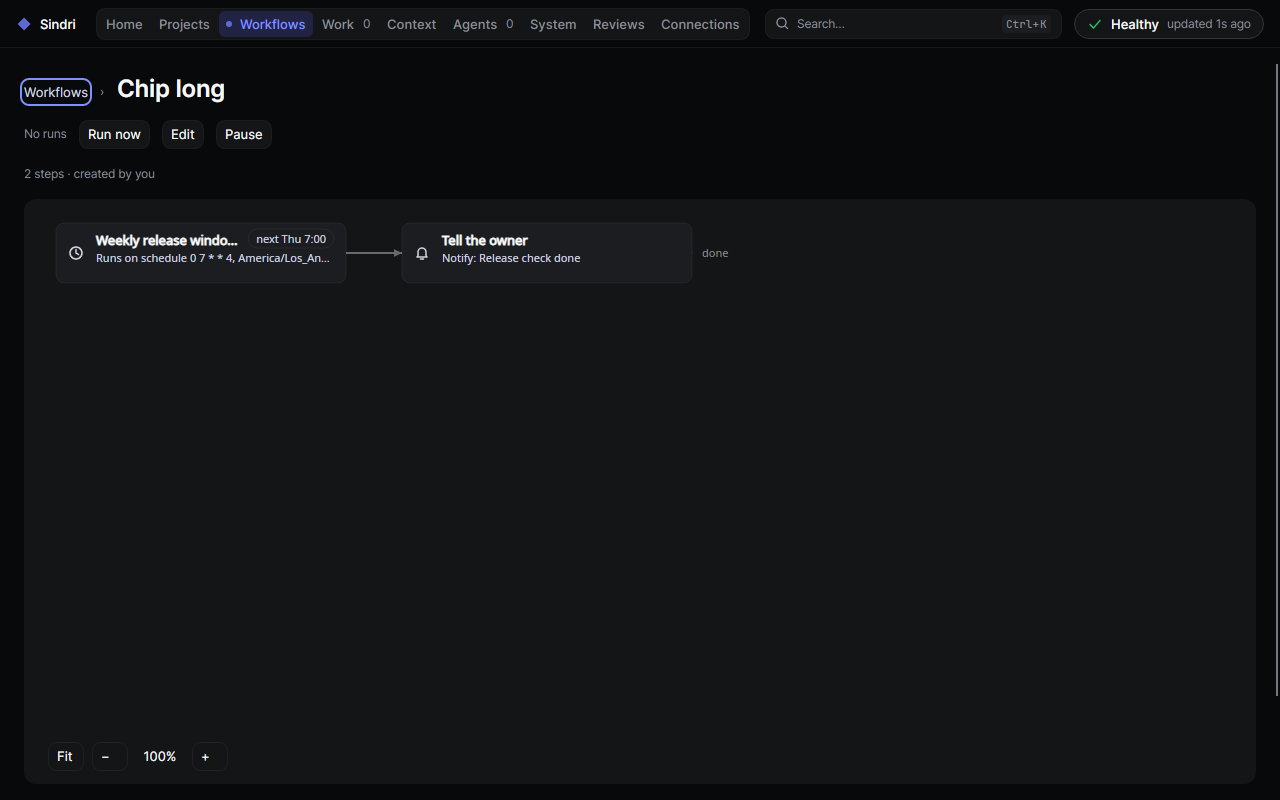 Sindri Home Projects Workflows Work 0 Context Agents 0 System Reviews Connections Search... Ctrl+K Healthy updated 1s ago
Workflows › Chip long
No runs Run now Edit Pause
2 steps · created by you
Weekly release windo... next Thu 7:00
Runs on schedule 0 7 * * 4, America/Los_An...
Tell the owner
Notify: Release check done
done
Fit − 100% +